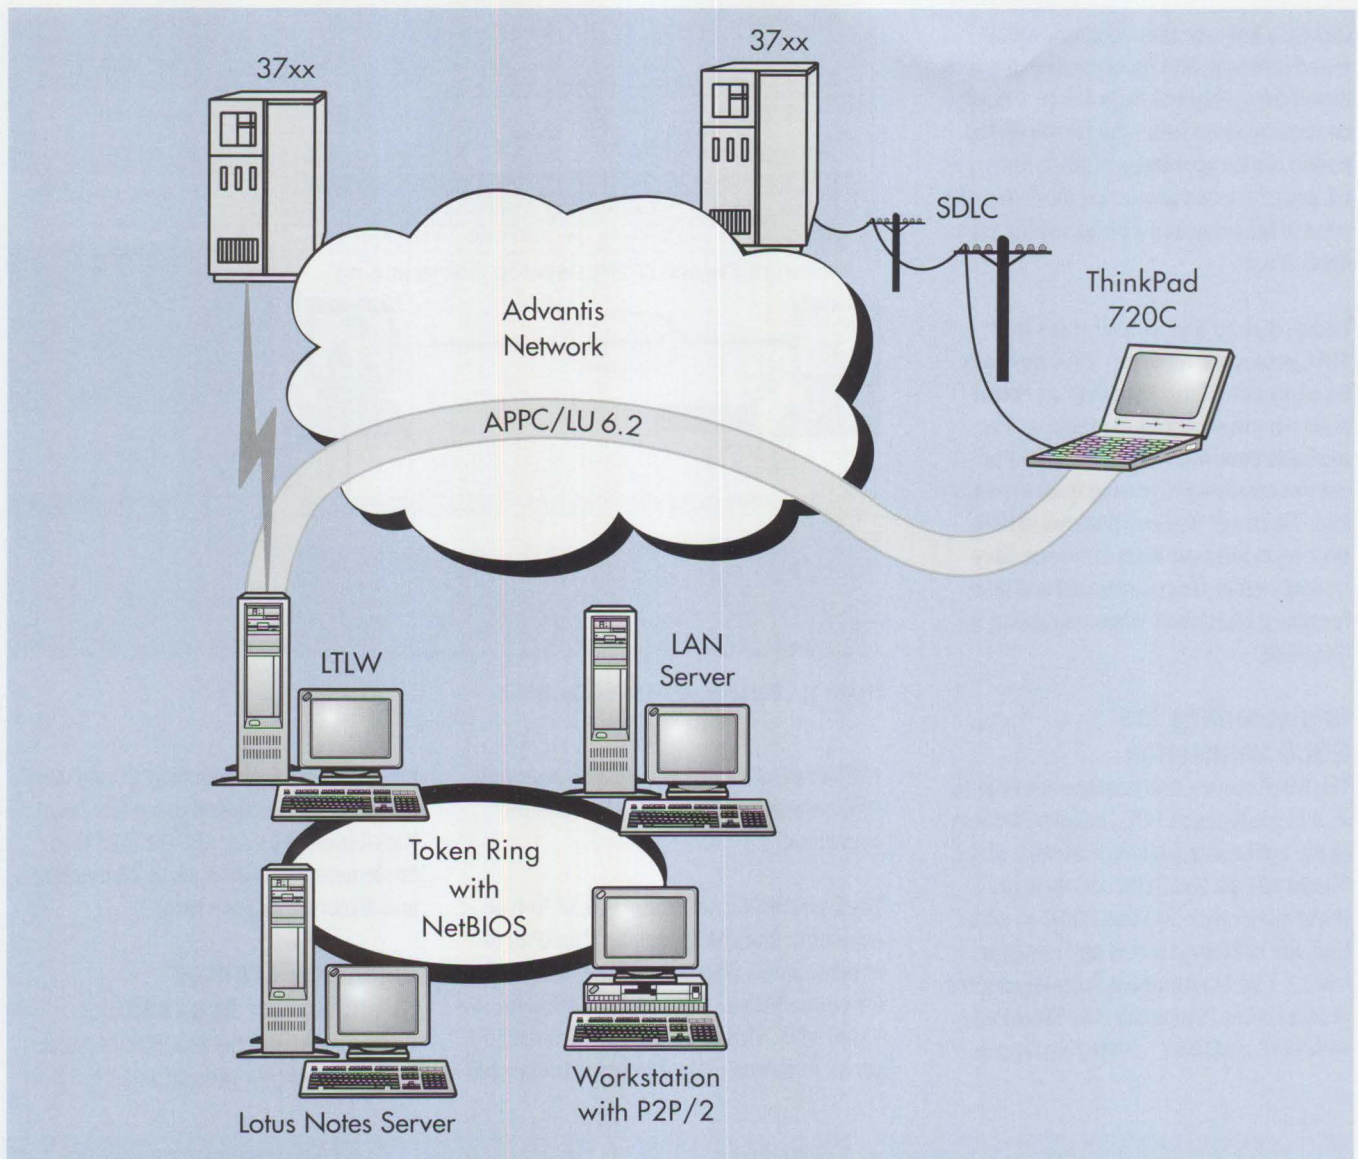 37xx
37xx
SDLC
ThinkPad
720C
Advantis
Network
APPC/LU 6.2
LTLW
LAN
Server
Token Ring
with
NetBIOS
Workstation
with P2P/2
Lotus Notes Server